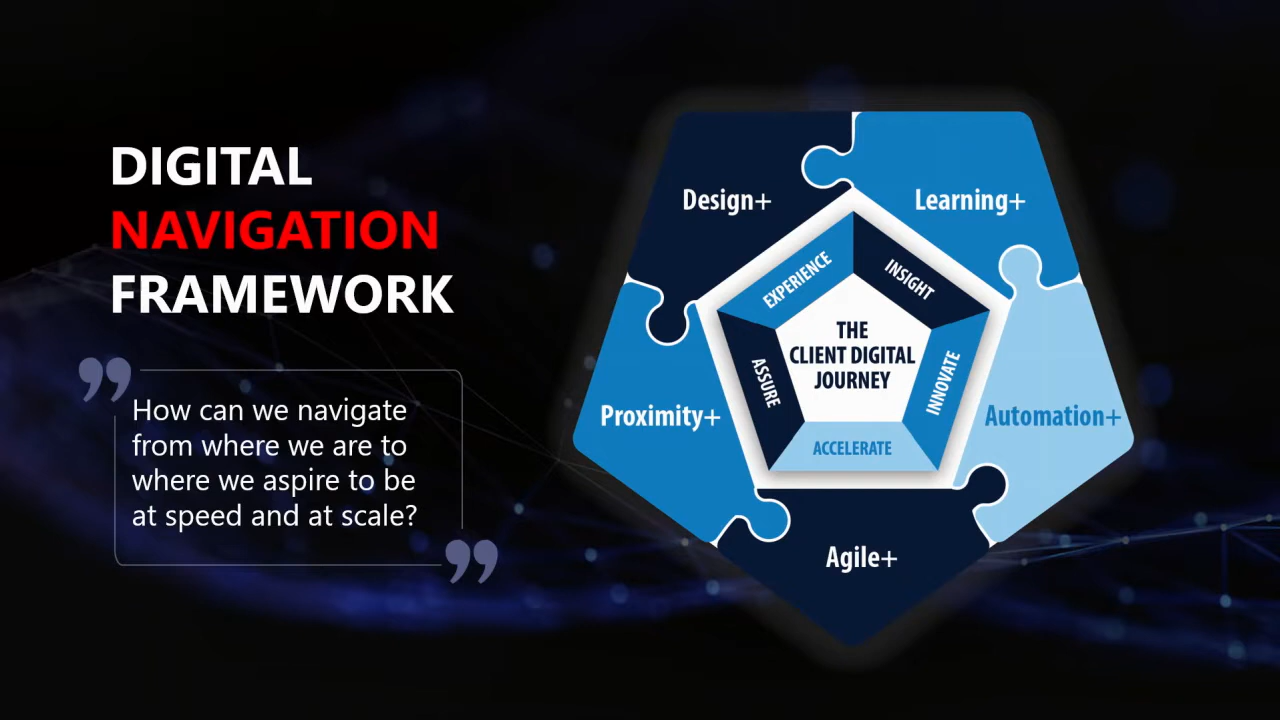 DIGITAL
NAVIGATION
FRAMEWORK
”
How can we navigate
from where we are to
where we aspire to be
at speed and at scale?
”
Design+
Learning+
Proximity+
Automation+
Agile+
EXPERIENCE
INSIGHT
ASSURE
INNOVATE
ACCELERATE
THE
CLIENT DIGITAL
JOURNEY